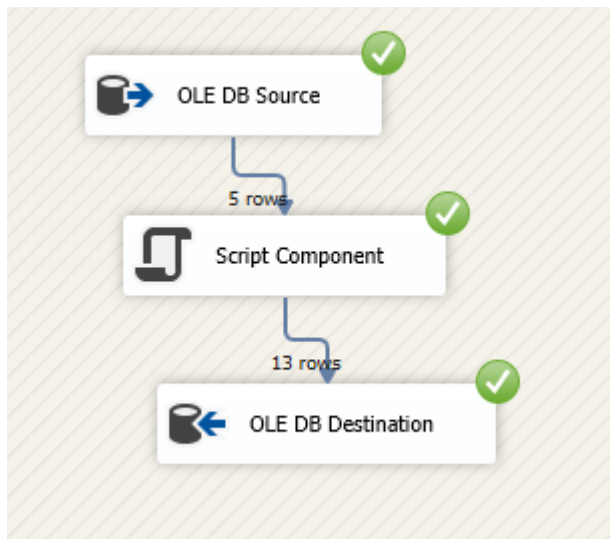 OLE DB Source
5 rows
Script Component
13 rows
OLE DB Destination